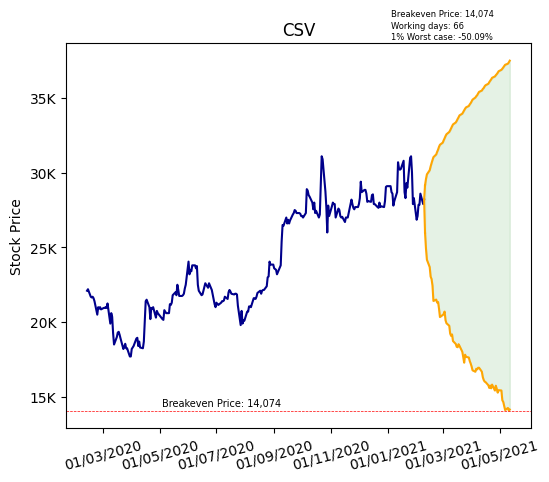 Breakeven Price: 14,074
Working days: 66
1% Worst case: -50.09%
CSV
Stock Price
35K
30K
25K
20K
15K
Breakeven Price: 14,074
01/03/2020
01/05/2020
01/07/2020
01/09/2020
01/11/2020
01/01/2021
01/03/2021
01/05/2021